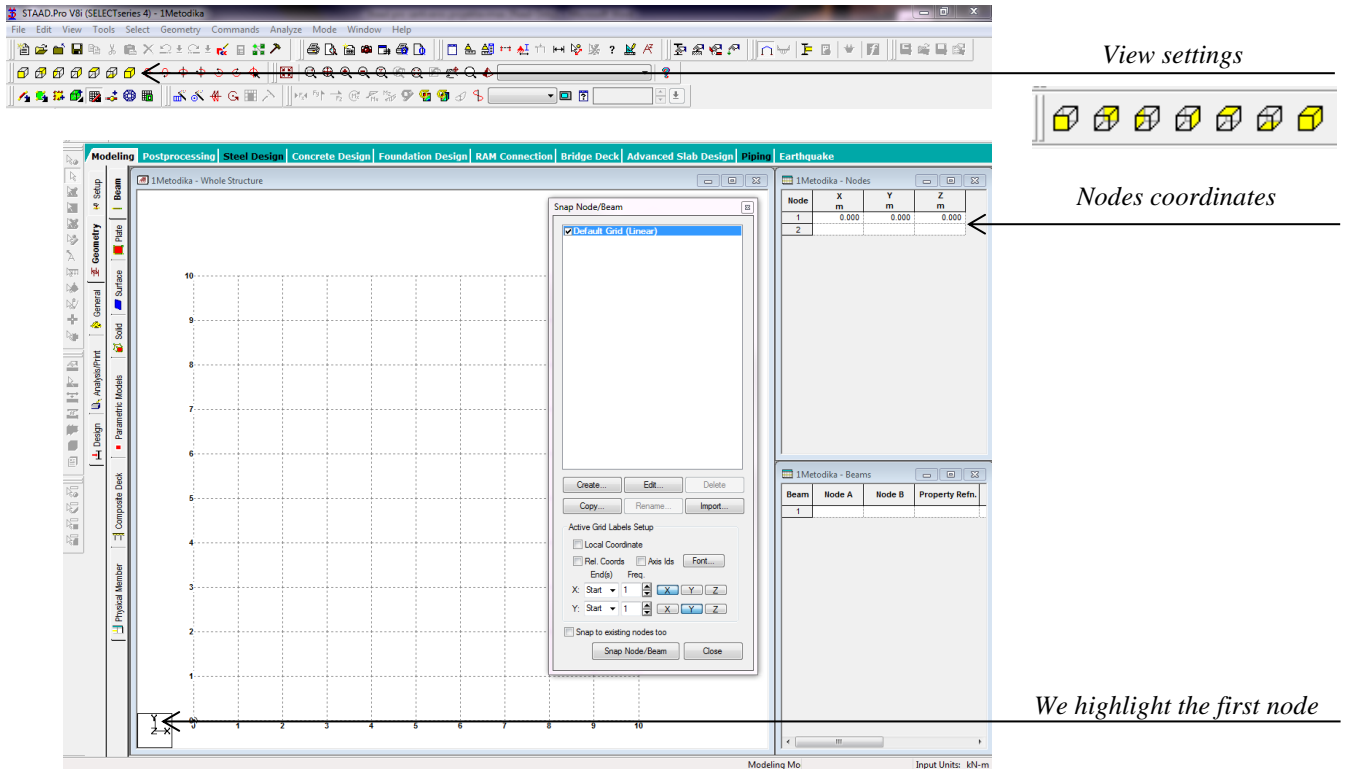 STAAD.Pro V8i (SELECTseries 4) - 1Metodika
File Edit View Tools Select Geometry Commands Analyze Mode Window Help
View settings
Modeling Postprocessing Steel Design Concrete Design Foundation Design RAM Connection Bridge Deck Advanced Slab Design Piping Earthquake
Setup
Geometry
General
Analysis/Print
Design
Beam
Plate
Surface
Solid
Parametric Models
Composite Deck
Physical Member
1Metodika - Whole Structure
10
9
8
7
6
5
4
3
2
1
0 1 2 3 4 5 6 7 8 9 10
Y
Z X
Snap Node/Beam
Default Grid (Linear)
Create... Edit... Delete
Copy... Rename... Import...
Active Grid Labels Setup
Local Coordinate
Rel. Coords Axis Ids Font...
End(s) Freq.
X: Start 1 X Y Z
Y: Start 1 X Y Z
Snap to existing nodes too
Snap Node/Beam Close
1Metodika - Nodes
Node X Y Z
m m m
1 0.000 0.000 0.000
2
Nodes coordinates
1Metodika - Beams
Beam Node A Node B Property Refn.
1
We highlight the first node
Modeling Mo Input Units: kN-m